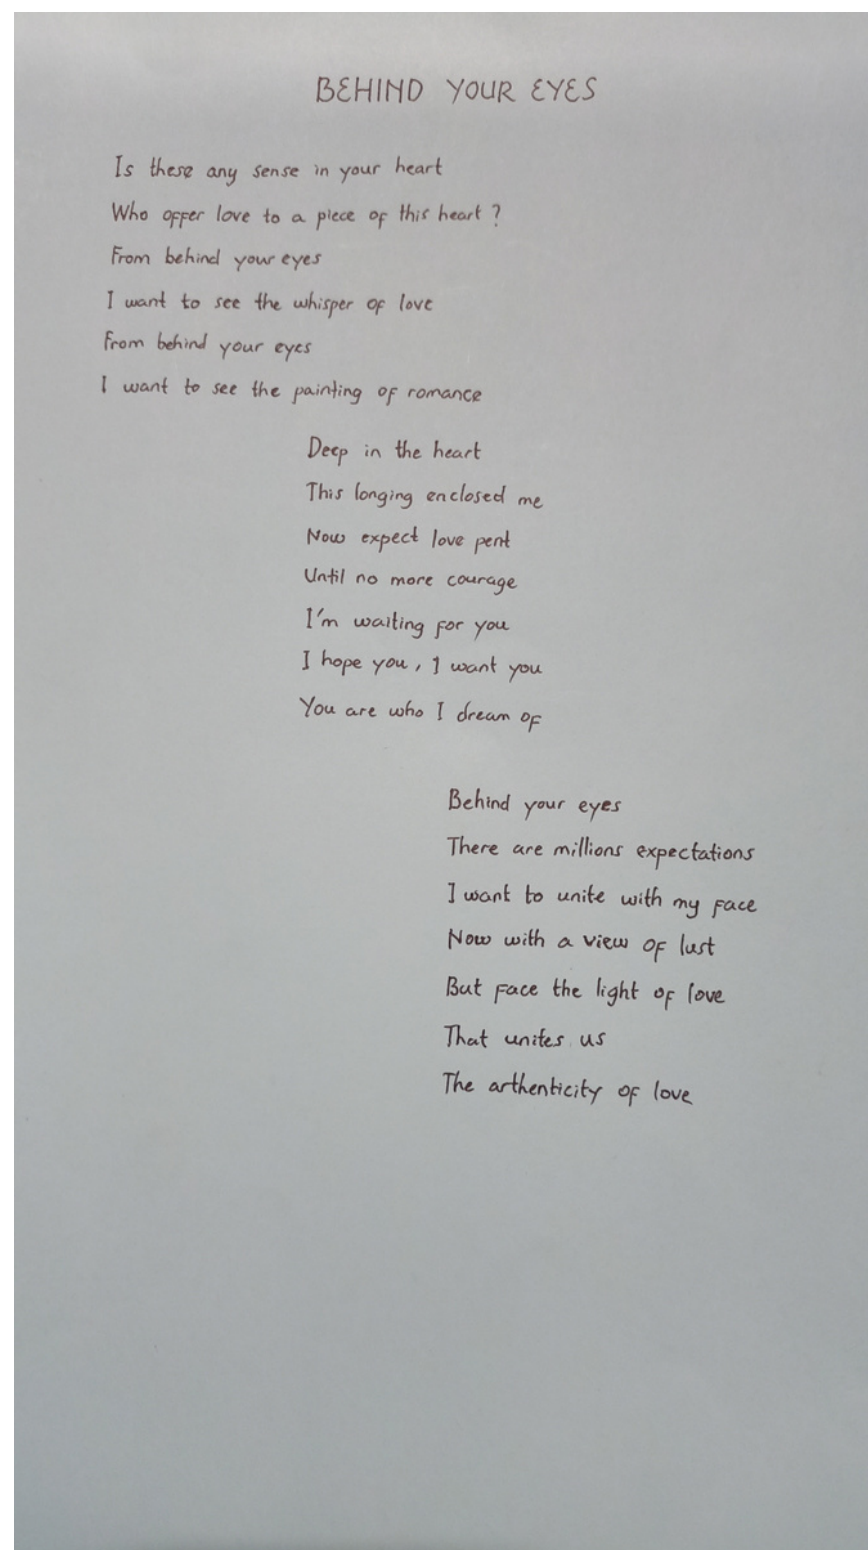 BEHIND YOUR EYES
Is these any sense in your heart
Who offer love to a piece of this heart ?
From behind your eyes
I want to see the whisper of love
From behind your eyes
I want to see the painting of romance
Deep in the heart
This longing enclosed me
Now expect love pent
Until no more courage
I'm waiting for you
I hope you, I want you
You are who I dream of
Behind your eyes
There are millions expectations
I want to unite with my face
Now with a view of lust
But face the light of love
That unites us
The arthenticity of love